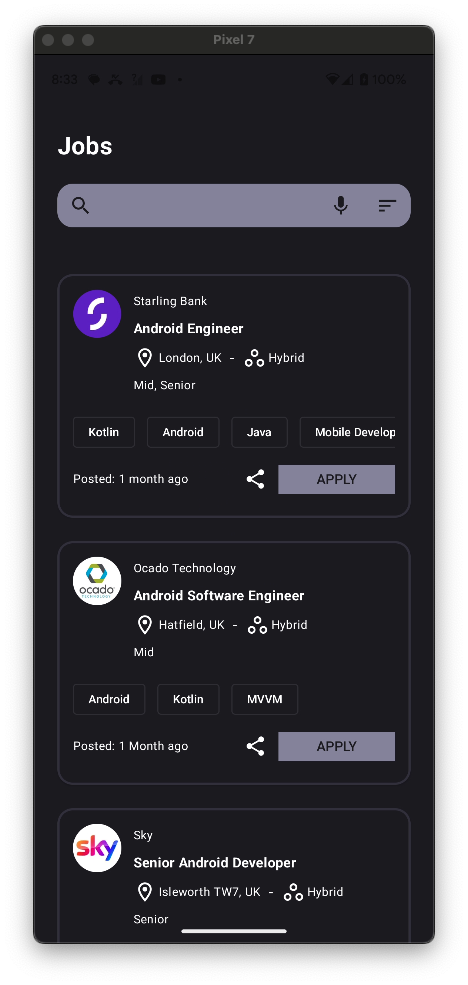 Pixel 7
8:33
100%
Jobs
Starling Bank
Android Engineer
London, UK - Hybrid
Mid, Senior
Kotlin Android Java Mobile Develop
Posted: 1 month ago APPLY
ocado
TECHNOLOGY
Ocado Technology
Android Software Engineer
Hatfield, UK - Hybrid
Mid
Android Kotlin MVVM
Posted: 1 Month ago APPLY
sky
Sky
Senior Android Developer
Isleworth TW7, UK - Hybrid
Senior